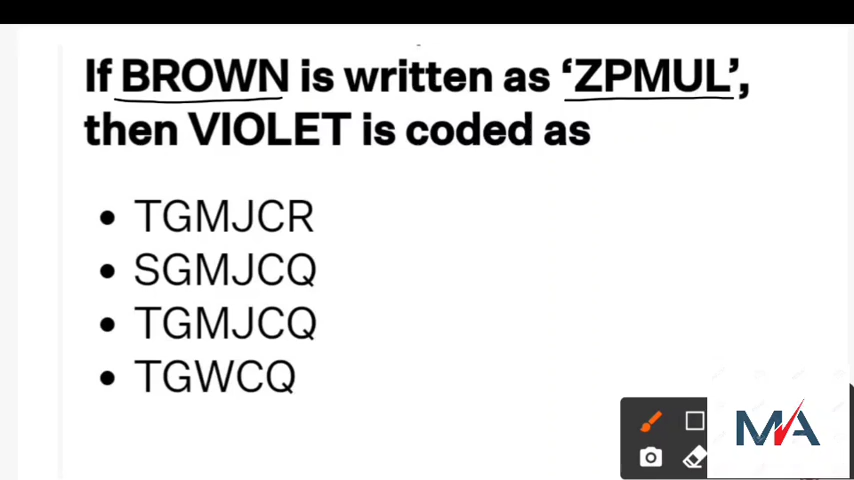 If BROWN is written as ‘ZPMUL’,
then VIOLET is coded as
• TGMJCR
• SGMJCQ
• TGMJCQ
• TGWCQ
MA